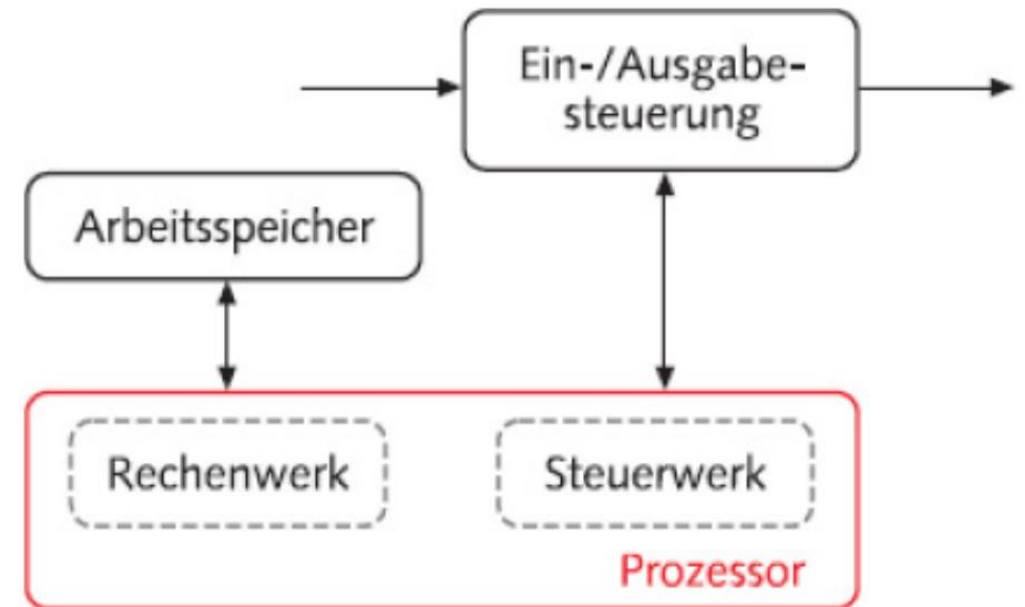 Ein-/Ausgabe-
steuerung
Arbeitsspeicher
Rechenwerk
Steuerwerk
Prozessor